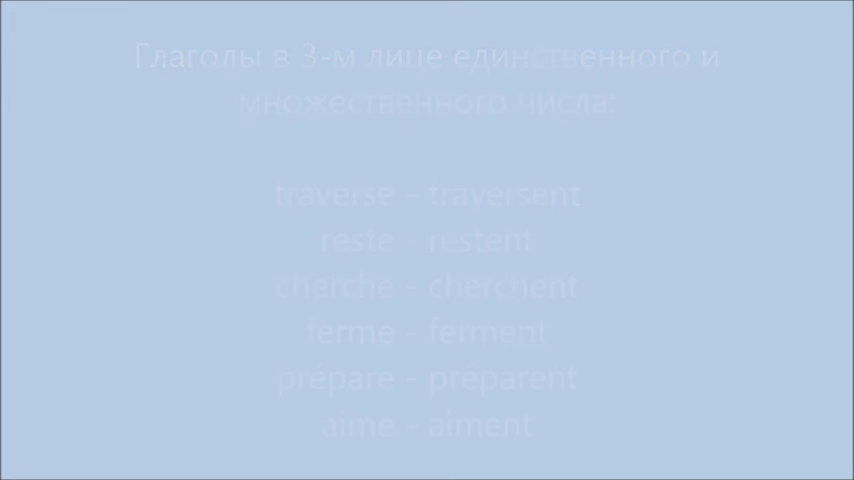 Глаголы в 3-м лице единственного и
множественного числа:
traverse - traversent
reste - restent
cherche - cherchent
ferme - ferment
prépare - préparent
aime - aiment